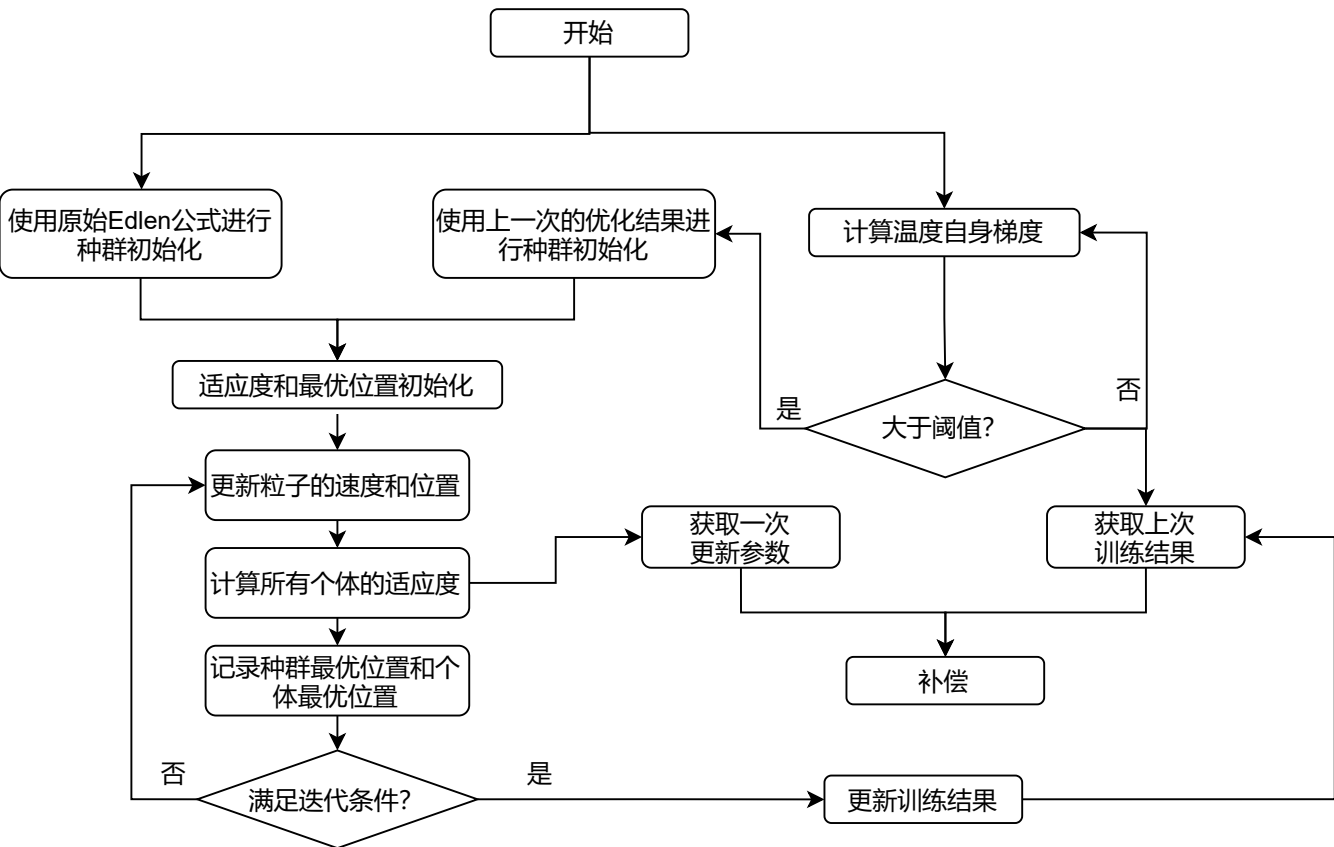 开始
使用原始Edlen公式进行
种群初始化
使用上一次的优化结果进
行种群初始化
计算温度自身梯度
适应度和最优位置初始化
是
否
大于阈值?
更新粒子的速度和位置
获取一次
更新参数
获取上次
训练结果
计算所有个体的适应度
记录种群最优位置和个
体最优位置
补偿
否
是
满足迭代条件?
更新训练结果